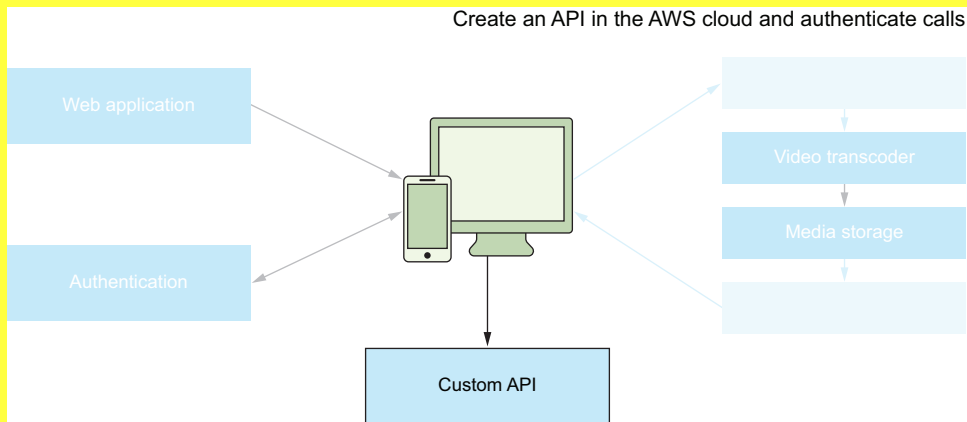 Create an API in the AWS cloud and authenticate calls
Web application
Video transcoder
Media storage
Authentication
Custom API